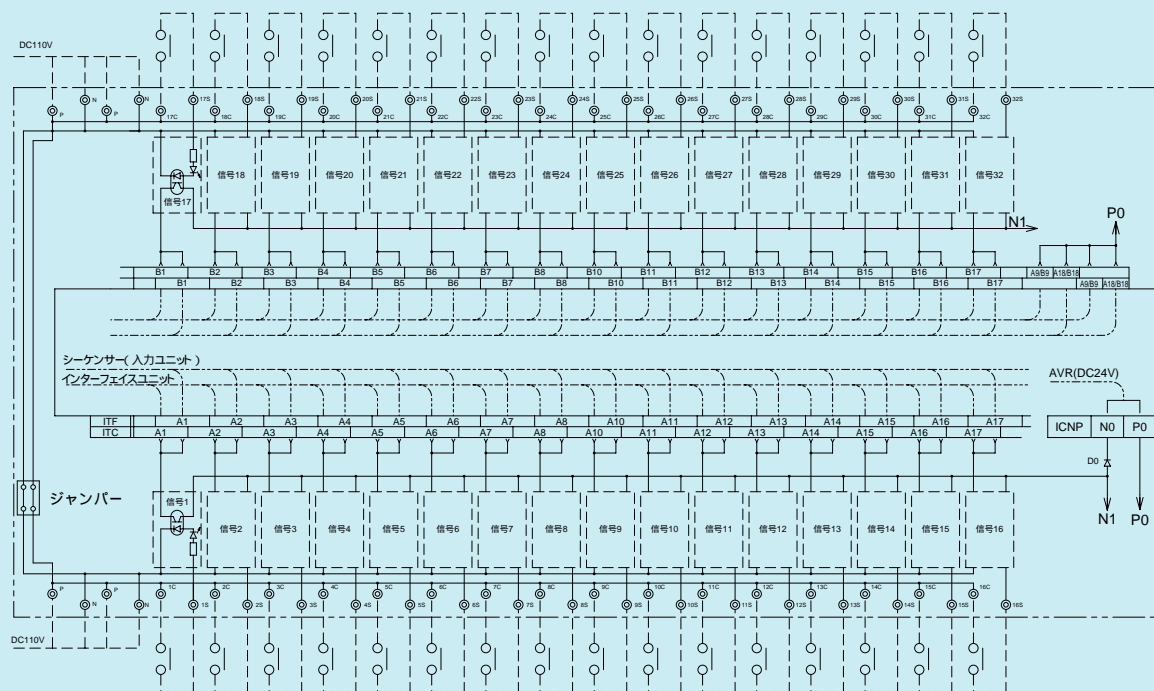 DC110V
P N P N 17S 18S 19S 20S 21S 22S 23S 24S 25S 26S 27S 28S 29S 30S 31S 32S
17C 18C 19C 20C 21C 22C 23C 24C 25C 26C 27C 28C 29C 30C 31C 32C
信号17 信号18 信号19 信号20 信号21 信号22 信号23 信号24 信号25 信号26 信号27 信号28 信号29 信号30 信号31 信号32
N1 P0
B1 B2 B3 B4 B5 B6 B7 B8 B10 B11 B12 B13 B14 B15 B16 B17 A9/B9 A18/B18
B1 B2 B3 B4 B5 B6 B7 B8 B10 B11 B12 B13 B14 B15 B16 B17 A9/B9 A18/B18
シーケンサー(入力ユニット)
インターフェイスユニット
AVR(DC24V)
ITF A1 A2 A3 A4 A5 A6 A7 A8 A10 A11 A12 A13 A14 A15 A16 A17
ITC A1 A2 A3 A4 A5 A6 A7 A8 A10 A11 A12 A13 A14 A15 A16 A17
ICNP N0 P0
D0
N1 P0
ジャンパー
信号1 信号2 信号3 信号4 信号5 信号6 信号7 信号8 信号9 信号10 信号11 信号12 信号13 信号14 信号15 信号16
P N P N 1C 2C 3C 4C 5C 6C 7C 8C 9C 10C 11C 12C 13C 14C 15C 16C
1S 2S 3S 4S 5S 6S 7S 8S 9S 10S 11S 12S 13S 14S 15S 16S
DC110V